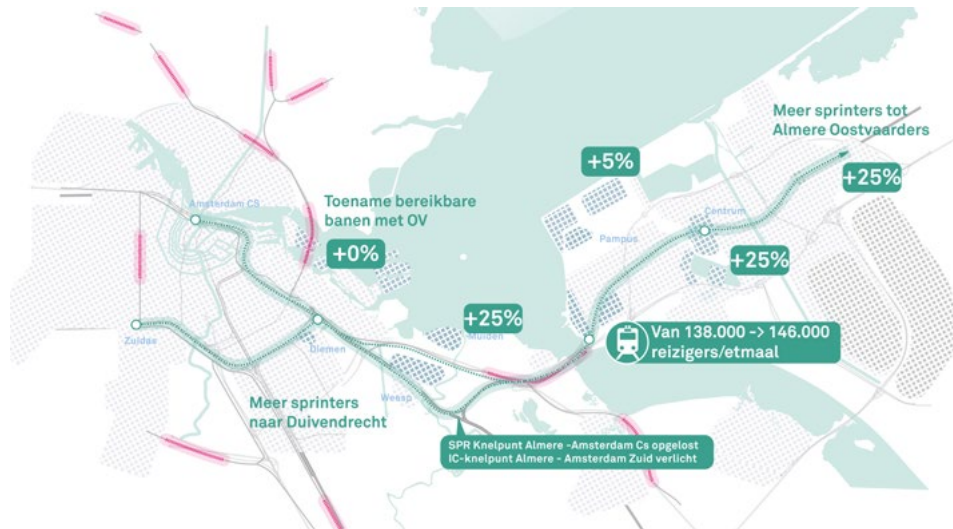 Meer sprinters tot
Almere Oostvaarders
+5%
+25%
Amsterdam CS
Toename bereikbare
banen met OV
+0%
Centrum
Pampus
+25%
+25%
Muiden
Van 138.000 -> 146.000
reizigers/etmaal
Zuidas
Diemen
Weesp
Meer sprinters
naar Duivendrecht
SPR Knelpunt Almere -Amsterdam Cs opgelost
IC-knelpunt Almere - Amsterdam Zuid verlicht